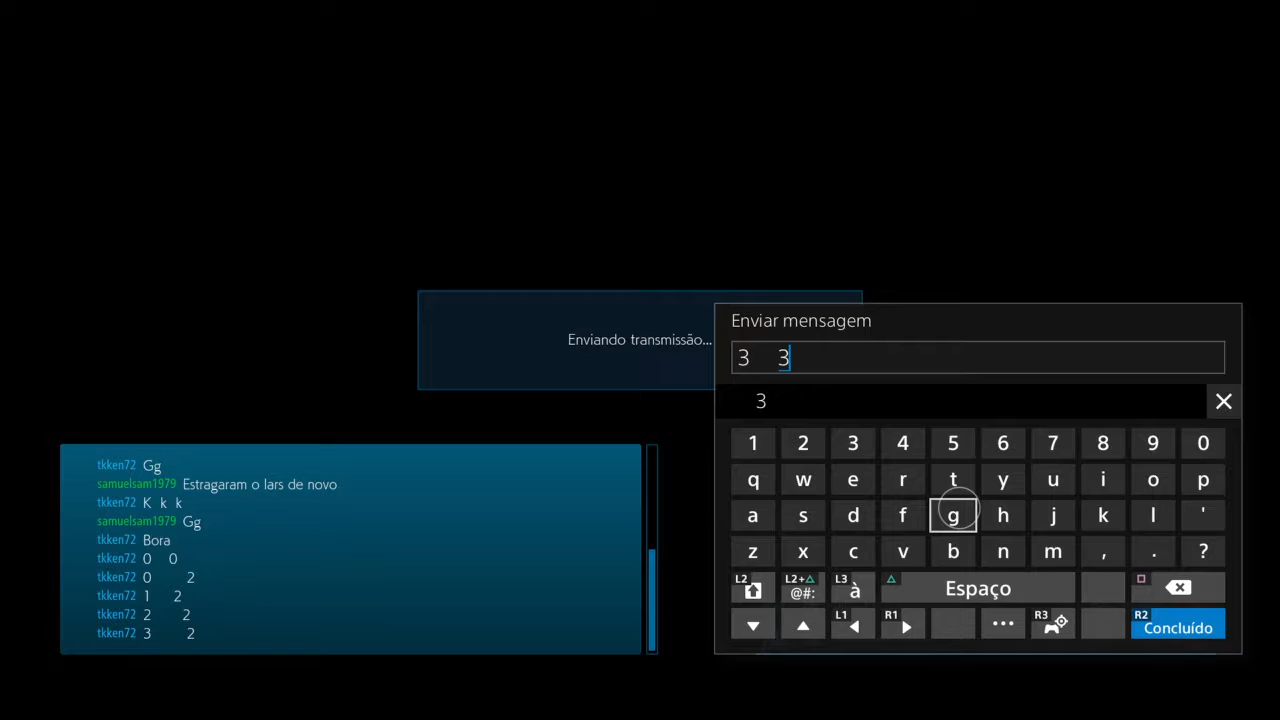 Enviando transmissão...
Enviar mensagem
3 3
3
1 2 3 4 5 6 7 8 9 0
q w e r t y u i o p
a s d f g h j k l '
z x c v b n m , . ?
L2 L2+△ @#: L3 à △ Espaço □
L1 R1 ... R3 R2 Concluído
tkken72 Gg
samuelsam1979 Estragaram o lars de novo
tkken72 K k k
samuelsam1979 Gg
tkken72 Bora
tkken72 0 0
tkken72 0 2
tkken72 1 2
tkken72 2 2
tkken72 3 2